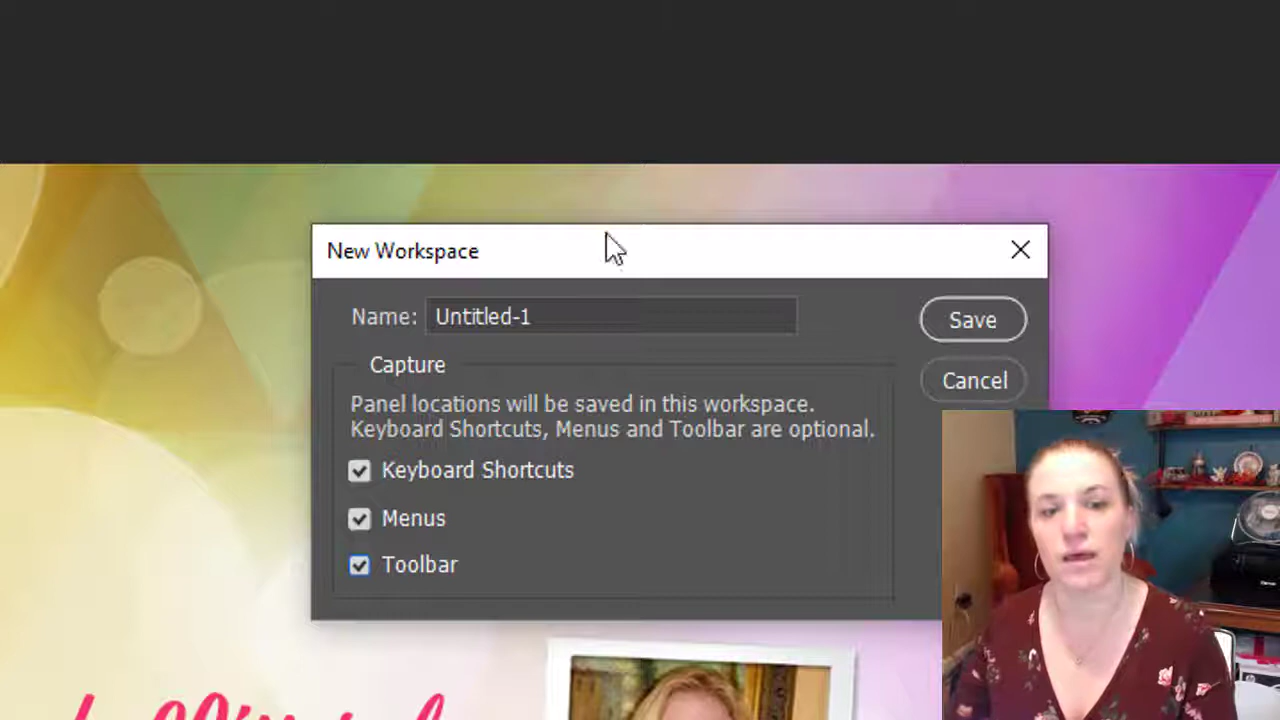 New Workspace
Name: Untitled-1
Save
Capture
Cancel
Panel locations will be saved in this workspace.
Keyboard Shortcuts, Menus and Toolbar are optional.
Keyboard Shortcuts
Menus
Toolbar